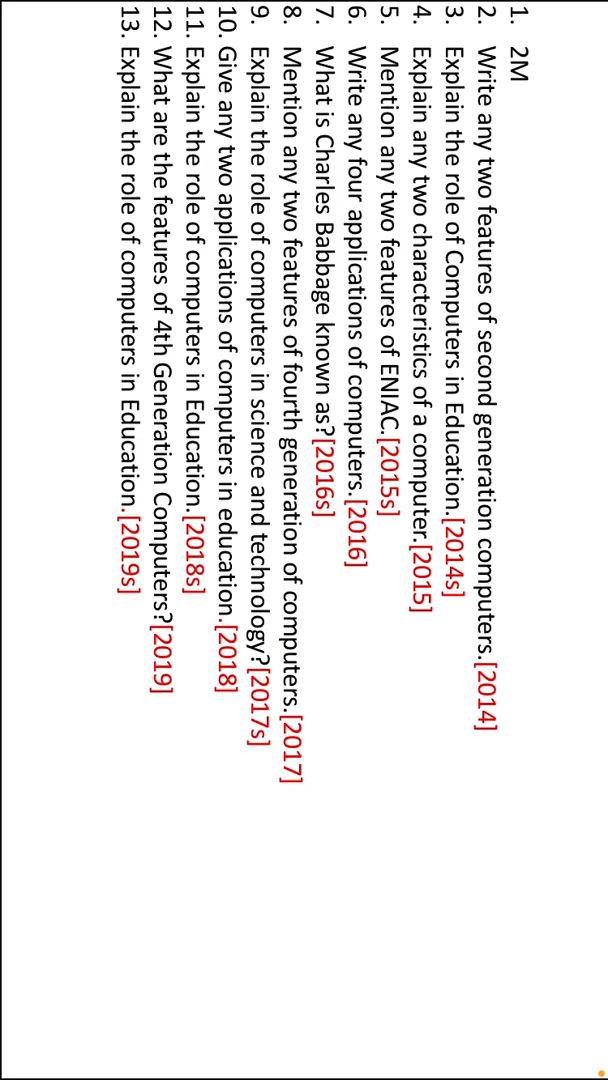 1. 2M
2. Write any two features of second generation computers.[2014]
3. Explain the role of Computers in Education.[2014s]
4. Explain any two characteristics of a computer.[2015]
5. Mention any two features of ENIAC.[2015s]
6. Write any four applications of computers.[2016]
7. What is Charles Babbage known as?[2016s]
8. Mention any two features of fourth generation of computers.[2017]
9. Explain the role of computers in science and technology?[2017s]
10. Give any two applications of computers in education.[2018]
11. Explain the role of computers in Education.[2018s]
12. What are the features of 4th Generation Computers?[2019]
13. Explain the role of computers in Education.[2019s]